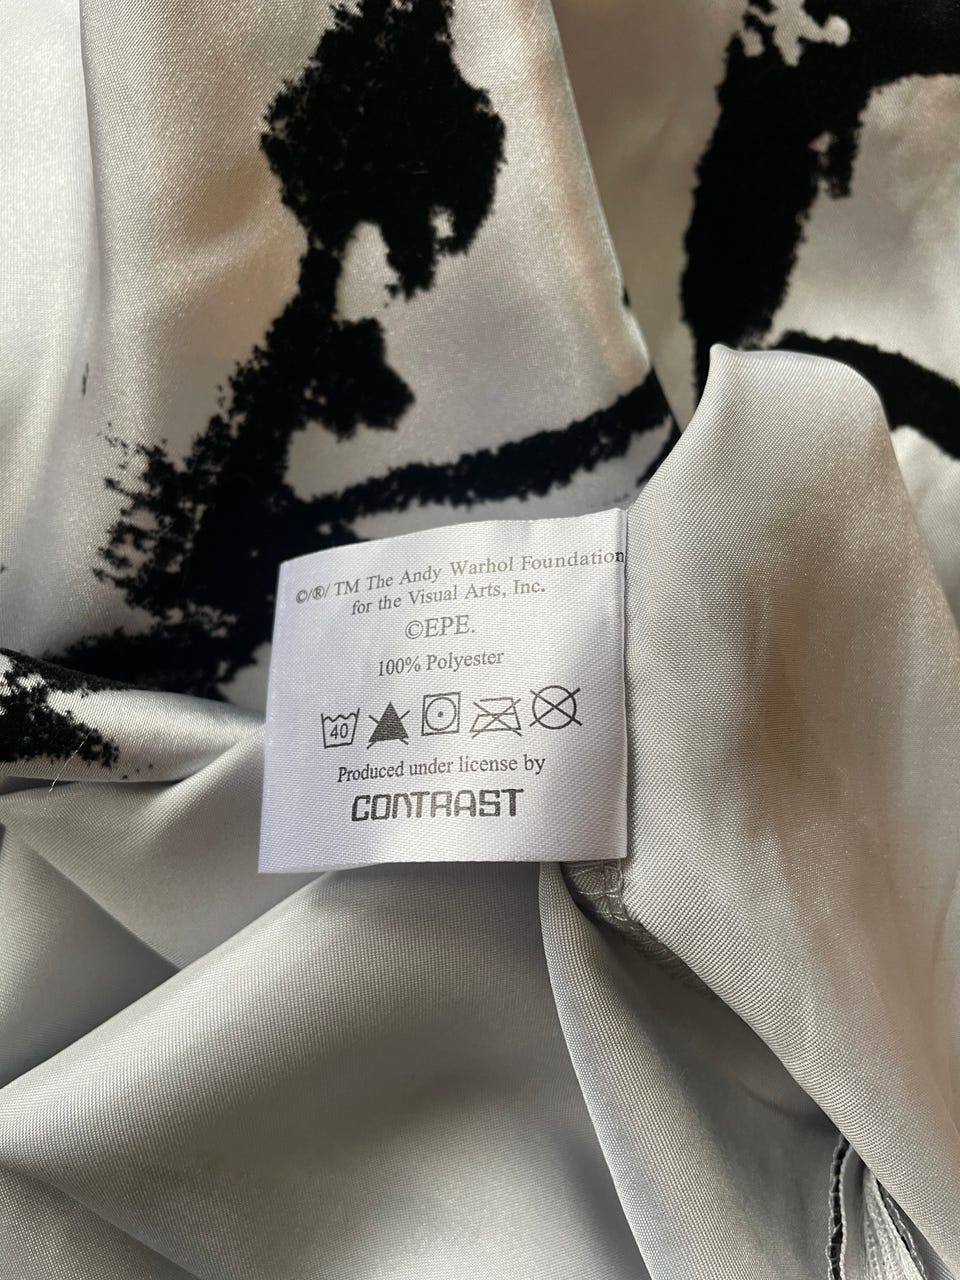 ©/®/ TM The Andy Warhol Foundation
for the Visual Arts, Inc.
©EPE.
100% Polyester
40
Produced under license by
CONTRAST